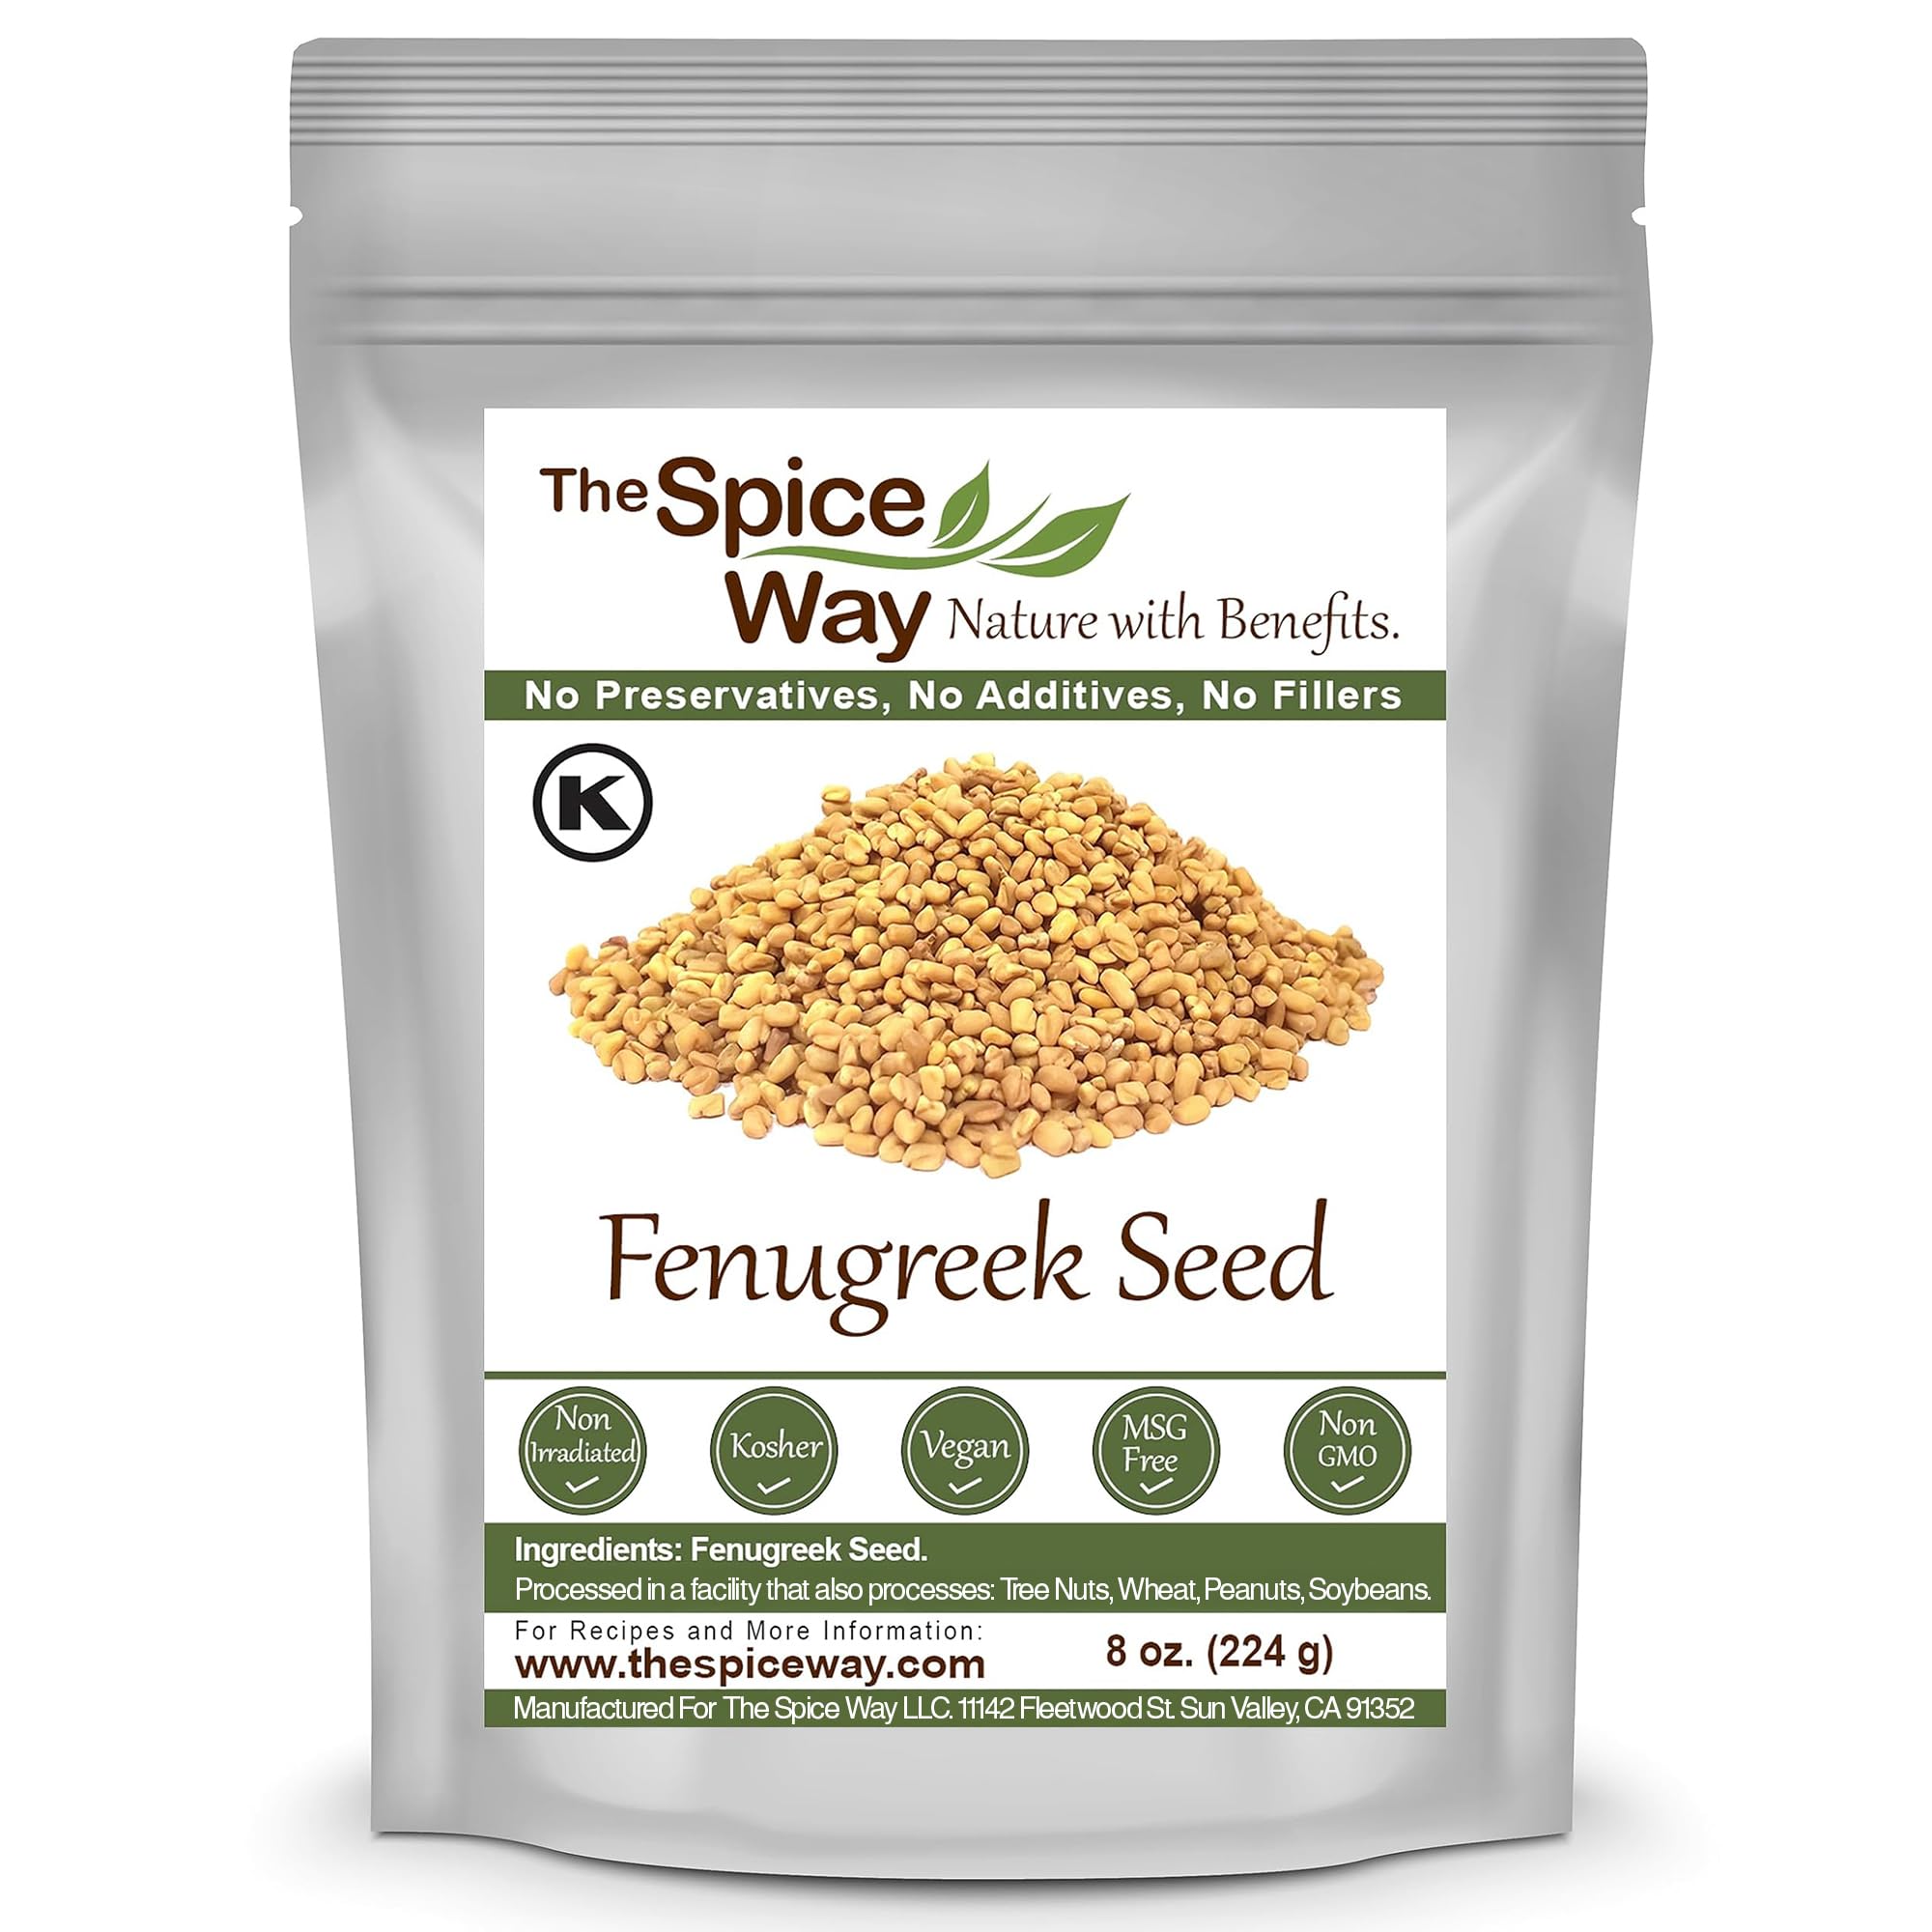 The Spice
Way Nature with Benefits.
No Preservatives, No Additives, No Fillers
K
Fenugreek Seed
Non
Irradiated
Kosher
Vegan
MSG
Free
Non
GMO
Ingredients: Fenugreek Seed.
Processed in a facility that also processes: Tree Nuts, Wheat, Peanuts, Soybeans.
For Recipes and More Information:
www.thespiceway.com
8 oz. (224 g)
Manufactured For The Spice Way LLC. 11142 Fleetwood St. Sun Valley, CA 91352